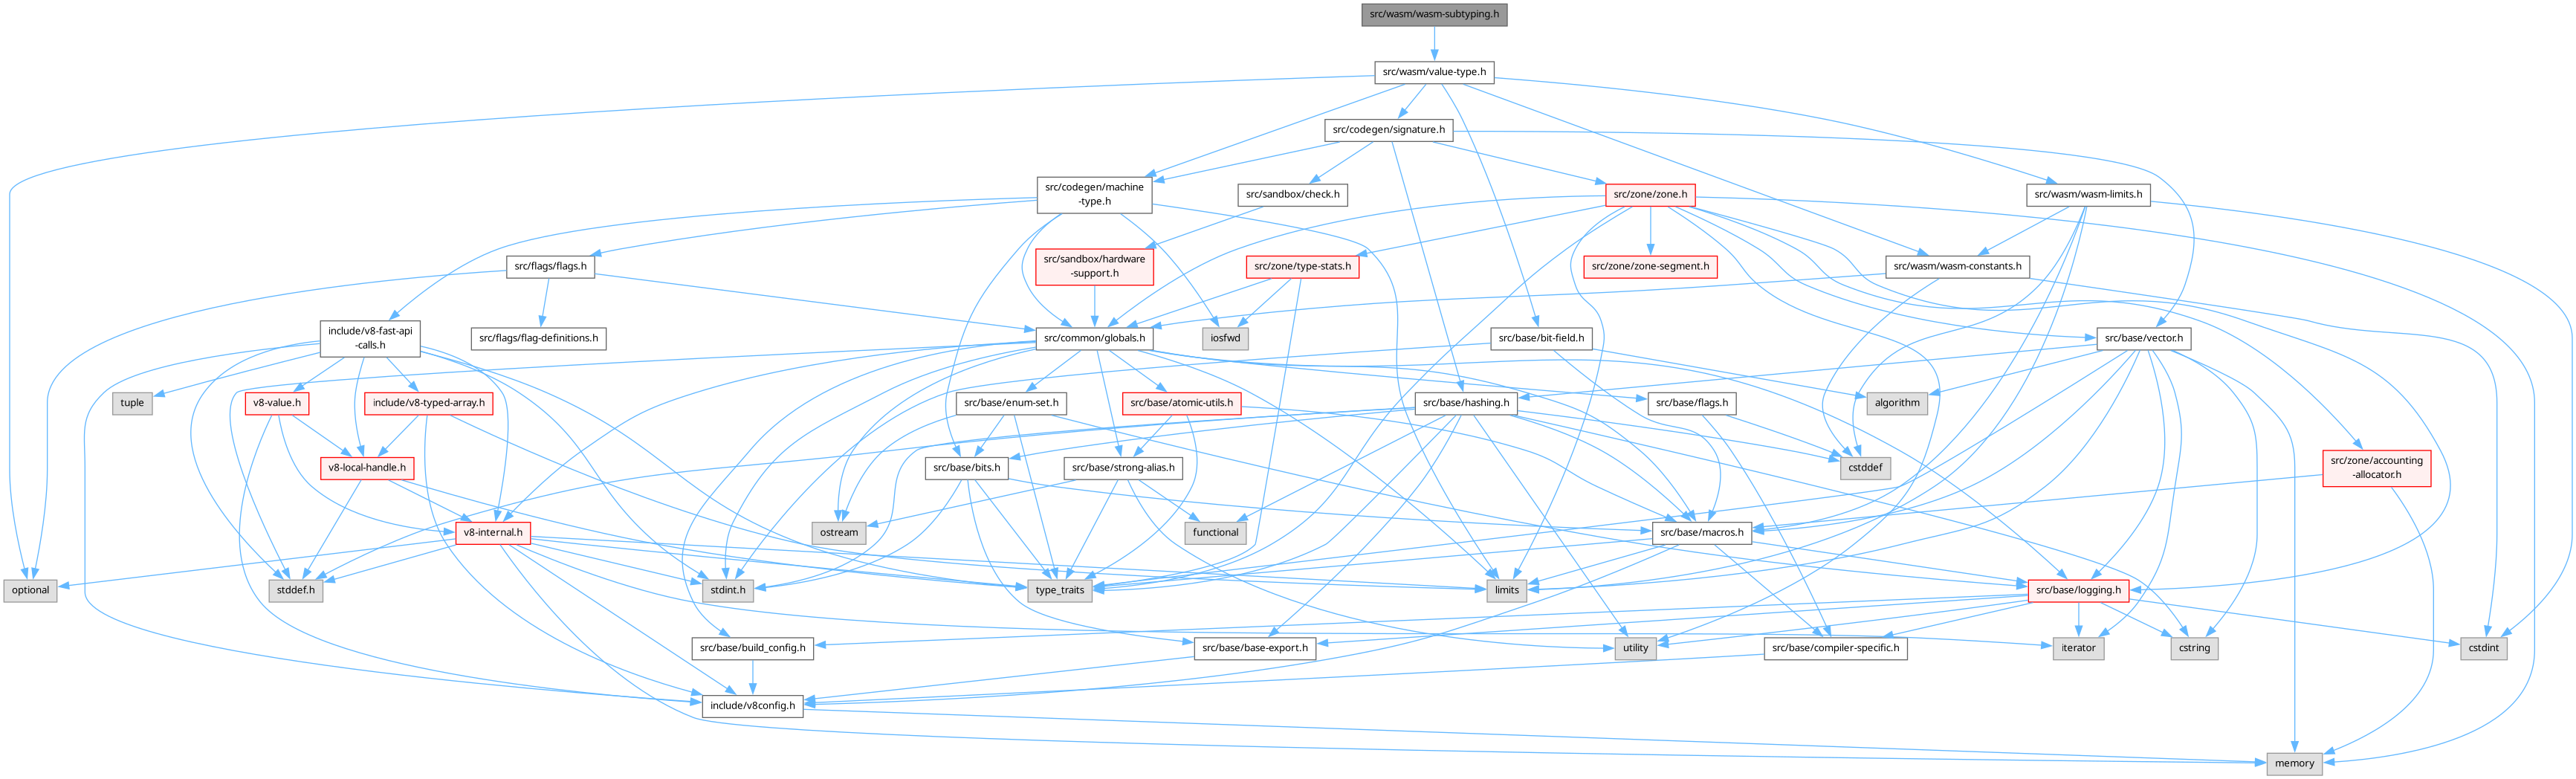 src/wasm/wasm-subtyping.h
src/wasm/value-type.h
src/codegen/signature.h
src/codegen/machine
-type.h
src/sandbox/check.h
src/zone/zone.h
src/wasm/wasm-limits.h
src/flags/flags.h
src/sandbox/hardware
-support.h
src/zone/type-stats.h
src/zone/zone-segment.h
src/wasm/wasm-constants.h
include/v8-fast-api
-calls.h
src/flags/flag-definitions.h
src/common/globals.h
iosfwd
src/base/bit-field.h
src/base/vector.h
tuple
v8-value.h
include/v8-typed-array.h
src/base/enum-set.h
src/base/atomic-utils.h
src/base/hashing.h
src/base/flags.h
algorithm
v8-local-handle.h
src/base/bits.h
src/base/strong-alias.h
cstddef
src/zone/accounting
-allocator.h
v8-internal.h
ostream
functional
src/base/macros.h
optional
stddef.h
stdint.h
type_traits
limits
src/base/logging.h
src/base/build_config.h
src/base/base-export.h
utility
src/base/compiler-specific.h
iterator
cstring
cstdint
include/v8config.h
memory